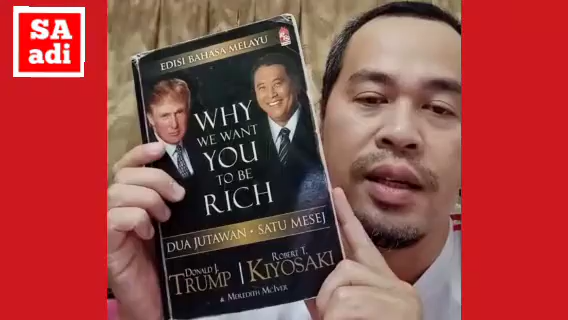 SA
adi
EDISI BAHASA MELAYU
WHY
WE WANT
YOU
TO BE
RICH
DUA JUTAWAN • SATU MESEJ
DONALD J. TRUMP | ROBERT T. KIYOSAKI
& MEREDITH MCIVER